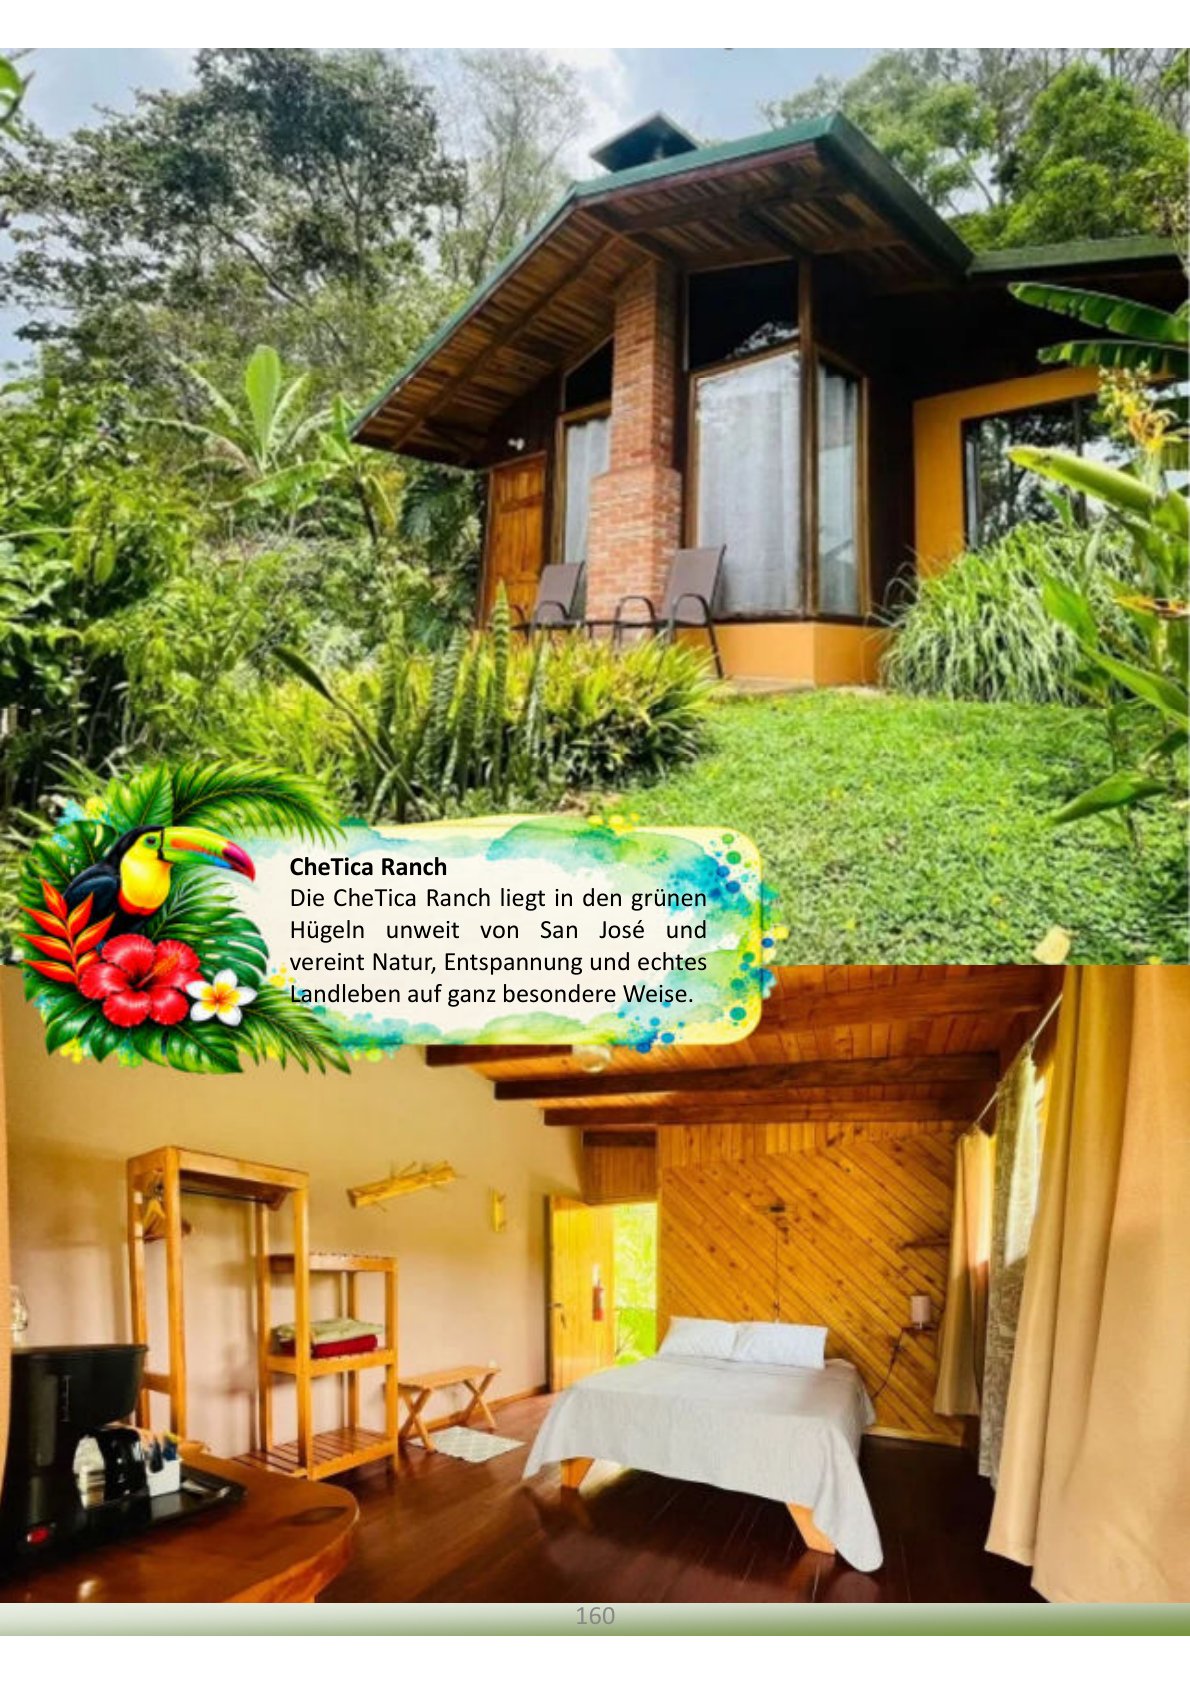 CheTica Ranch
Die CheTica Ranch liegt in den grünen
Hügeln unweit von San José und
vereint Natur, Entspannung und echtes
Landleben auf ganz besondere Weise.
160